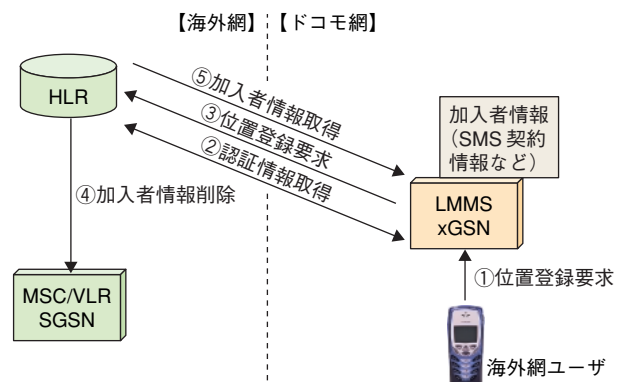 【海外網】【ドコモ網】
HLR
⑤加入者情報取得
③位置登録要求
②認証情報取得
加入者情報
（SMS 契約
情報など）
④加入者情報削除
LMMS
xGSN
①位置登録要求
MSC/VLR
SGSN
海外網ユーザ